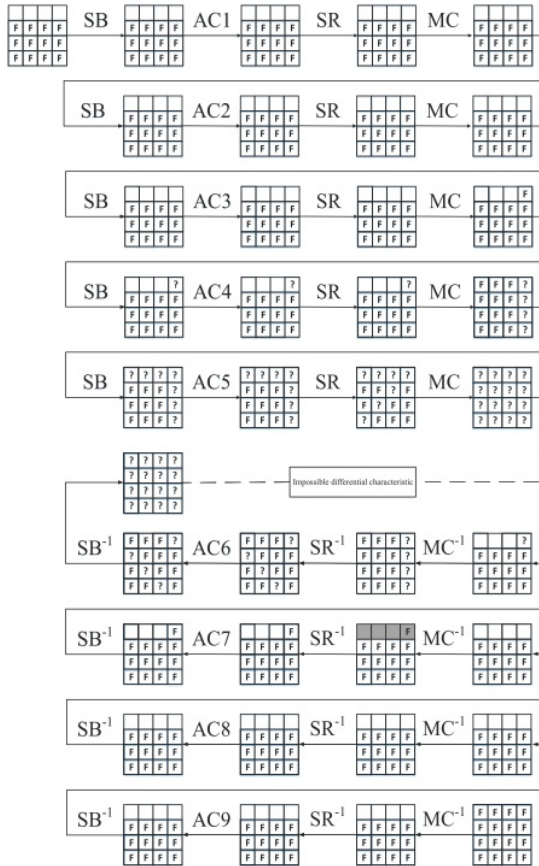 SB AC1 SR MC
F F F F F F F F F F F F F F F F F F F F
F F F F F F F F F F F F F F F F F F F F
F F F F F F F F F F F F F F F F F F F F
SB AC2 SR MC
F F F F F F F F F F F F F F F F
F F F F F F F F F F F F F F F F
F F F F F F F F F F F F F F F F
SB AC3 SR MC
F
F F F F F F F F F F F F F F F F
F F F F F F F F F F F F F F F F
F F F F F F F F F F F F F F F F
SB AC4 SR MC
? ? ? F F F ?
F F F F F F F F F F F F F F F ?
F F F F F F F F F F F F F F F ?
F F F F F F F F F F F F F F F ?
SB AC5 SR MC
? ? ? ? ? ? ? ? ? ? ? ? ? ? ? ?
F F F ? F F F ? F F ? F ? ? ? ?
F F F ? F F F ? F ? F F ? ? ? ?
F F F ? F F F ? ? F F F ? ? ? ?
? ? ? ?
? ? ? ?
? ? ? ?
? ? ? ?
Impossible differential characteristic
SB⁻¹ AC6 SR⁻¹ MC⁻¹
F F F ? F F F ? F F F ? ?
? F F F ? F F F F F F ? F F F F
F ? F F F ? F F F F F ? F F F F
F F ? F F F ? F F F F ? F F F F
SB⁻¹ AC7 SR⁻¹ MC⁻¹
F F F
F F F F F F F F F F F F F F F F
F F F F F F F F F F F F F F F F
F F F F F F F F F F F F F F F F
SB⁻¹ AC8 SR⁻¹ MC⁻¹
F F F F F F F F F F F F F F F F
F F F F F F F F F F F F F F F F
F F F F F F F F F F F F F F F F
SB⁻¹ AC9 SR⁻¹ MC⁻¹
F F F F
F F F F F F F F F F F F F F F F
F F F F F F F F F F F F F F F F
F F F F F F F F F F F F F F F F